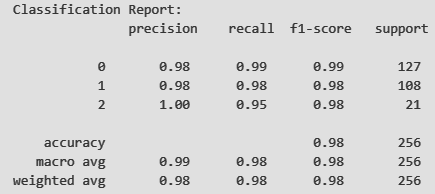 Classification Report:
precision recall f1-score support
0 0.98 0.99 0.99 127
1 0.98 0.98 0.98 108
2 1.00 0.95 0.98 21
accuracy 0.98 256
macro avg 0.99 0.98 0.98 256
weighted avg 0.98 0.98 0.98 256